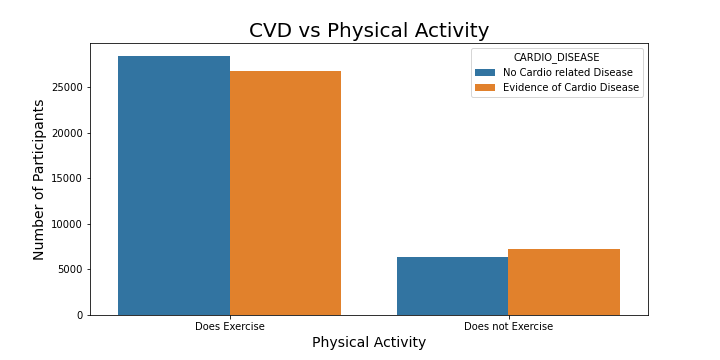 CVD vs Physical Activity
CARDIO_DISEASE
No Cardio related Disease
Evidence of Cardio Disease
Number of Participants
25000
20000
15000
10000
5000
0
Does Exercise
Does not Exercise
Physical Activity